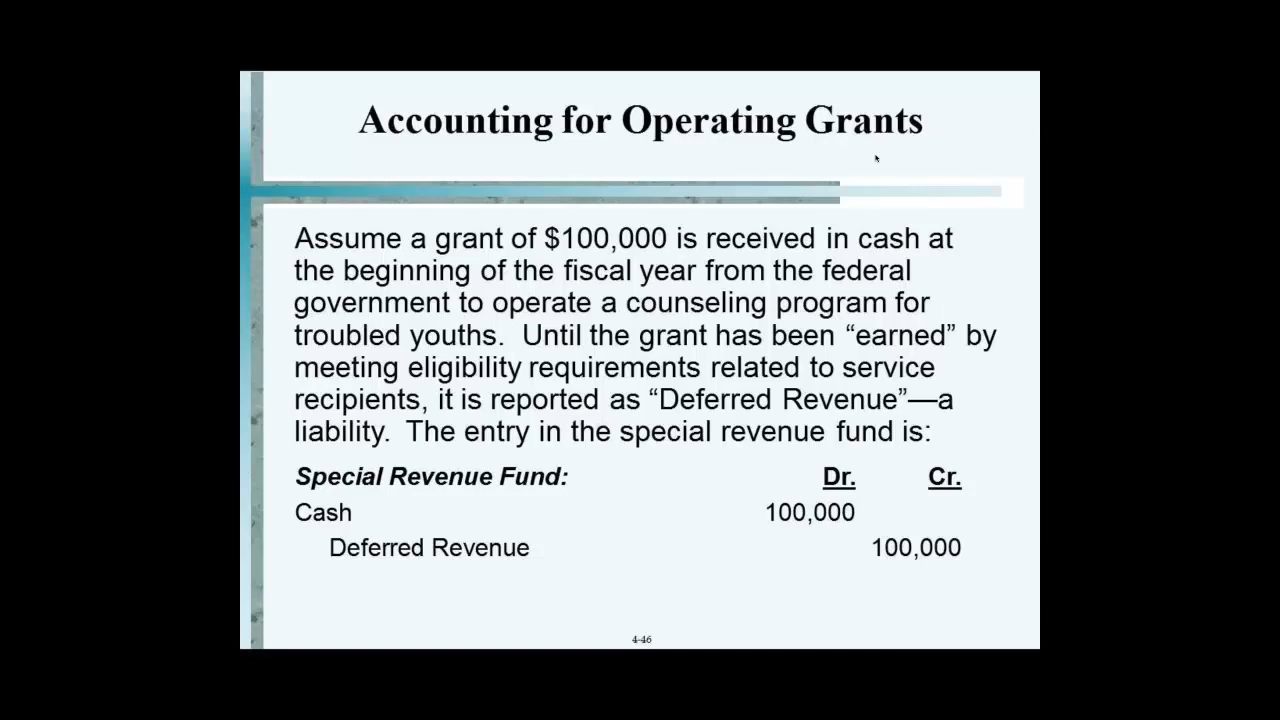 Accounting for Operating Grants
Assume a grant of $100,000 is received in cash at
the beginning of the fiscal year from the federal
government to operate a counseling program for
troubled youths.  Until the grant has been “earned” by
meeting eligibility requirements related to service
recipients, it is reported as “Deferred Revenue”—a
liability.  The entry in the special revenue fund is:
Special Revenue Fund: Dr. Cr.
Cash 100,000
Deferred Revenue 100,000
4-46